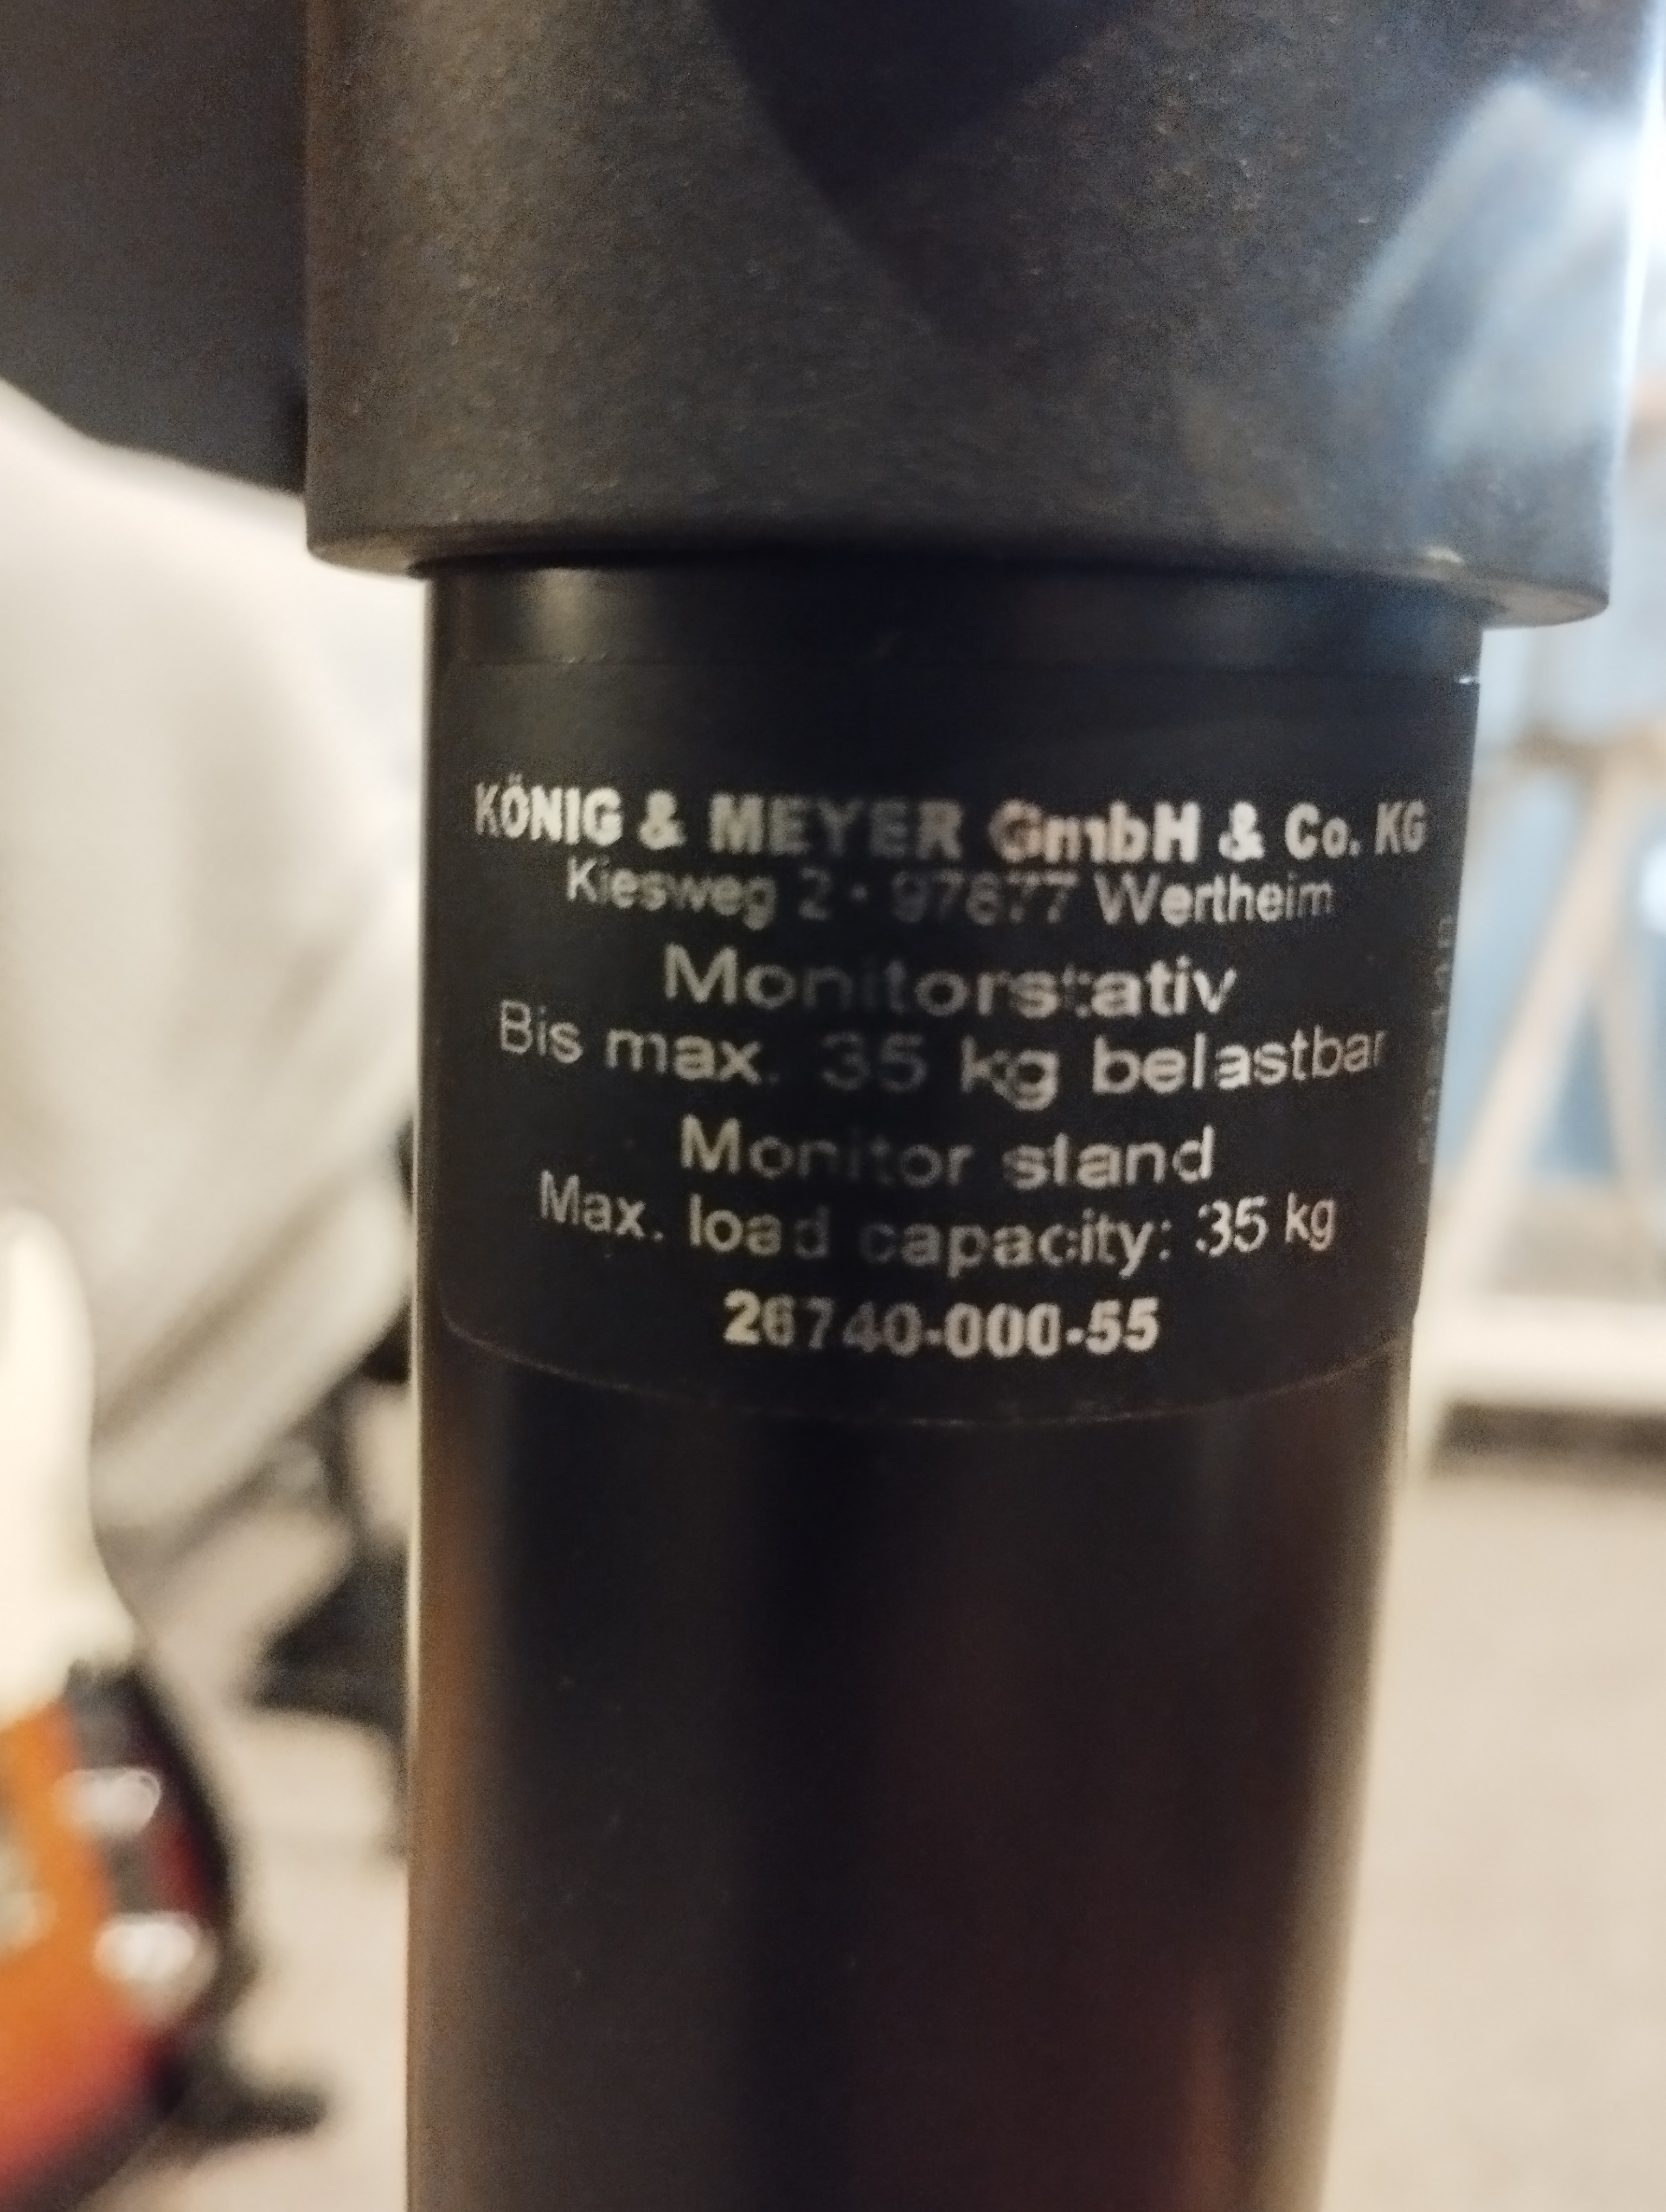 KÖNIG & MEYER GmbH & Co. KG
Kiesweg 2 · 97877 Wertheim
Monitorstativ
Bis max. 35 kg belastbar
Monitor stand
Max. load capacity: 35 kg
26740-000-55